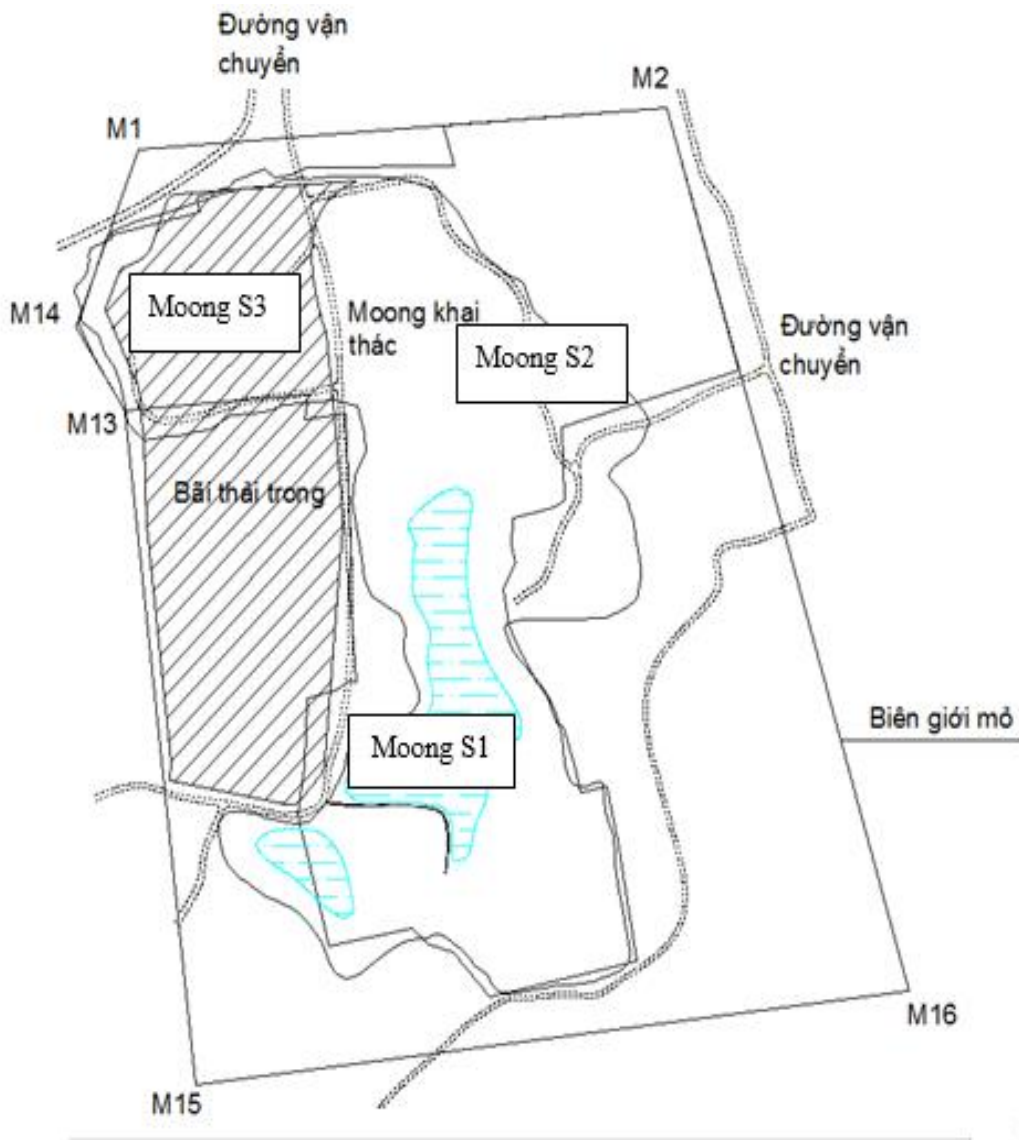 Đường vận
chuyển
M2
M1
M14
Moong S3
Moong khai
thác
Moong S2
Đường vận
chuyển
M13
Bãi thải trong
Moong S1
Biên giới mỏ
M16
M15